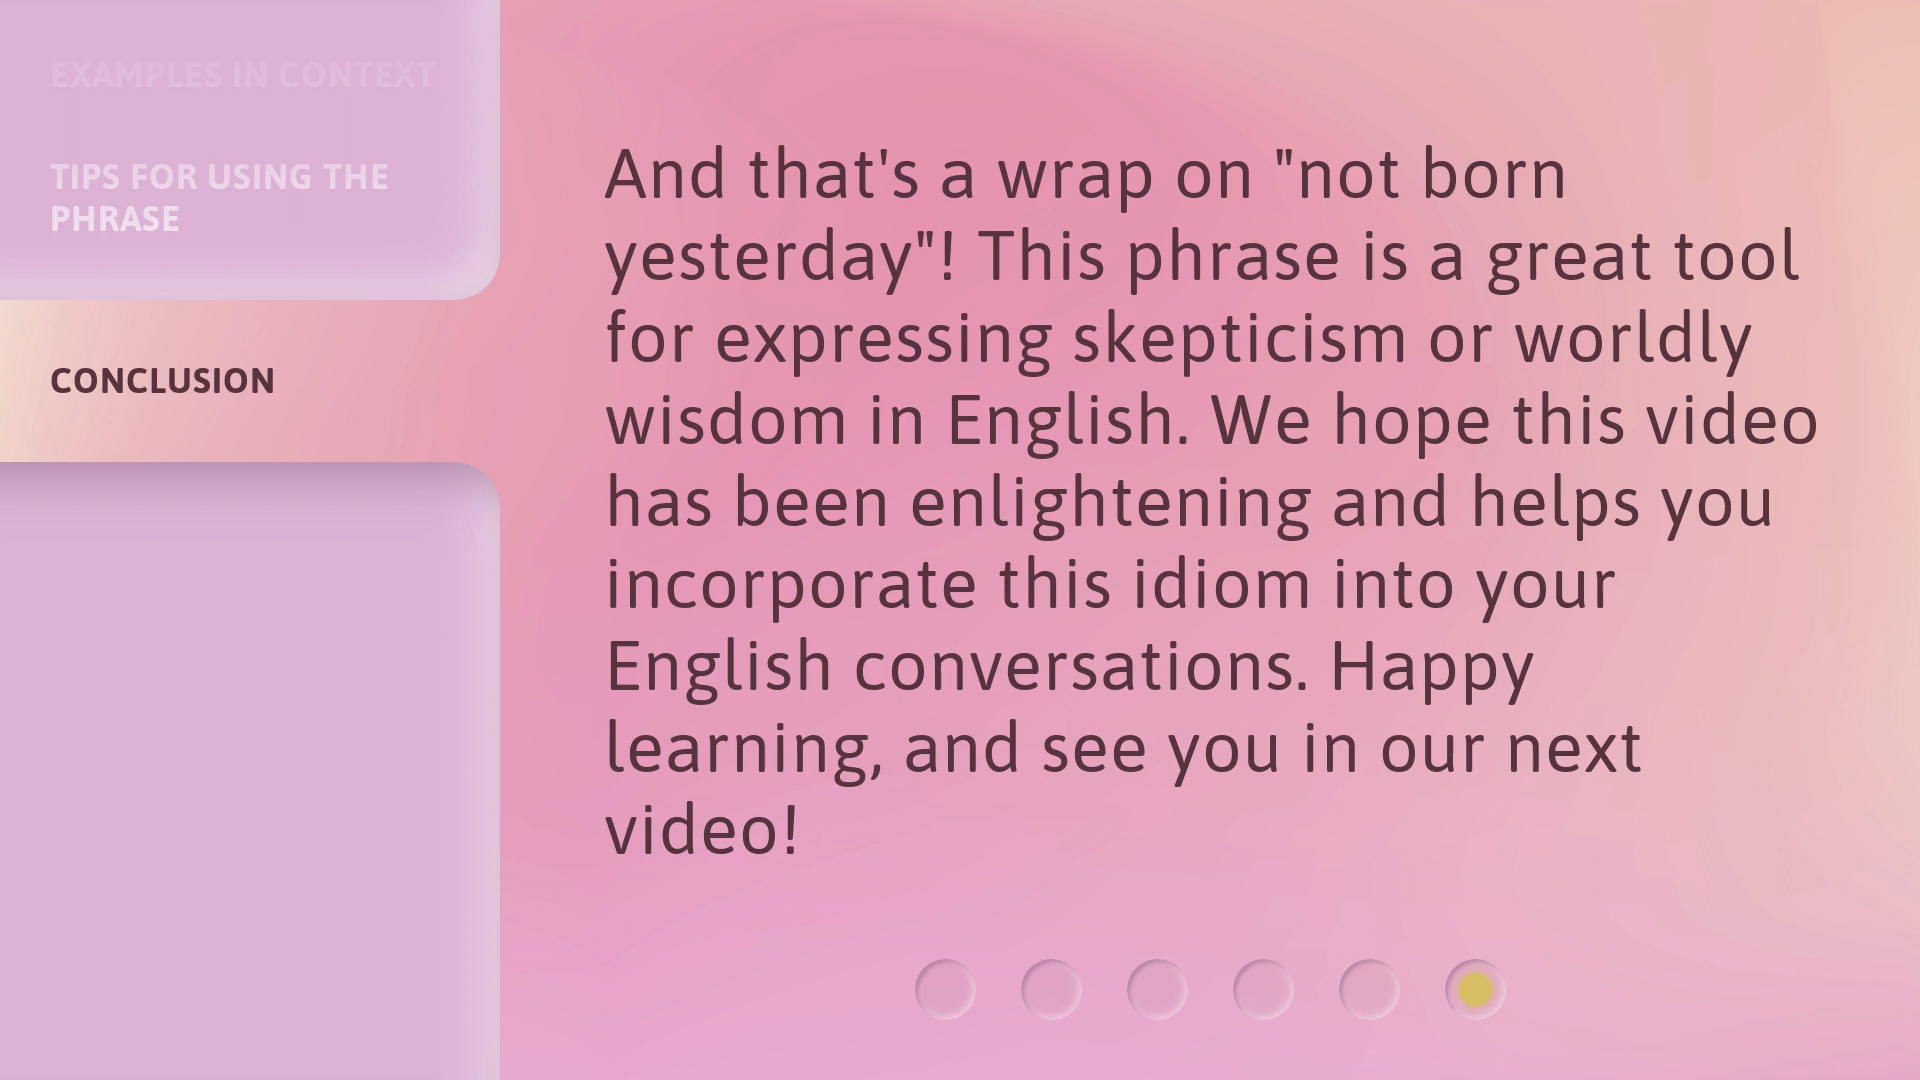 EXAMPLES IN CONTEXT
TIPS FOR USING THE
PHRASE
CONCLUSION
And that's a wrap on "not born
yesterday"! This phrase is a great tool
for expressing skepticism or worldly
wisdom in English. We hope this video
has been enlightening and helps you
incorporate this idiom into your
English conversations. Happy
learning, and see you in our next
video!